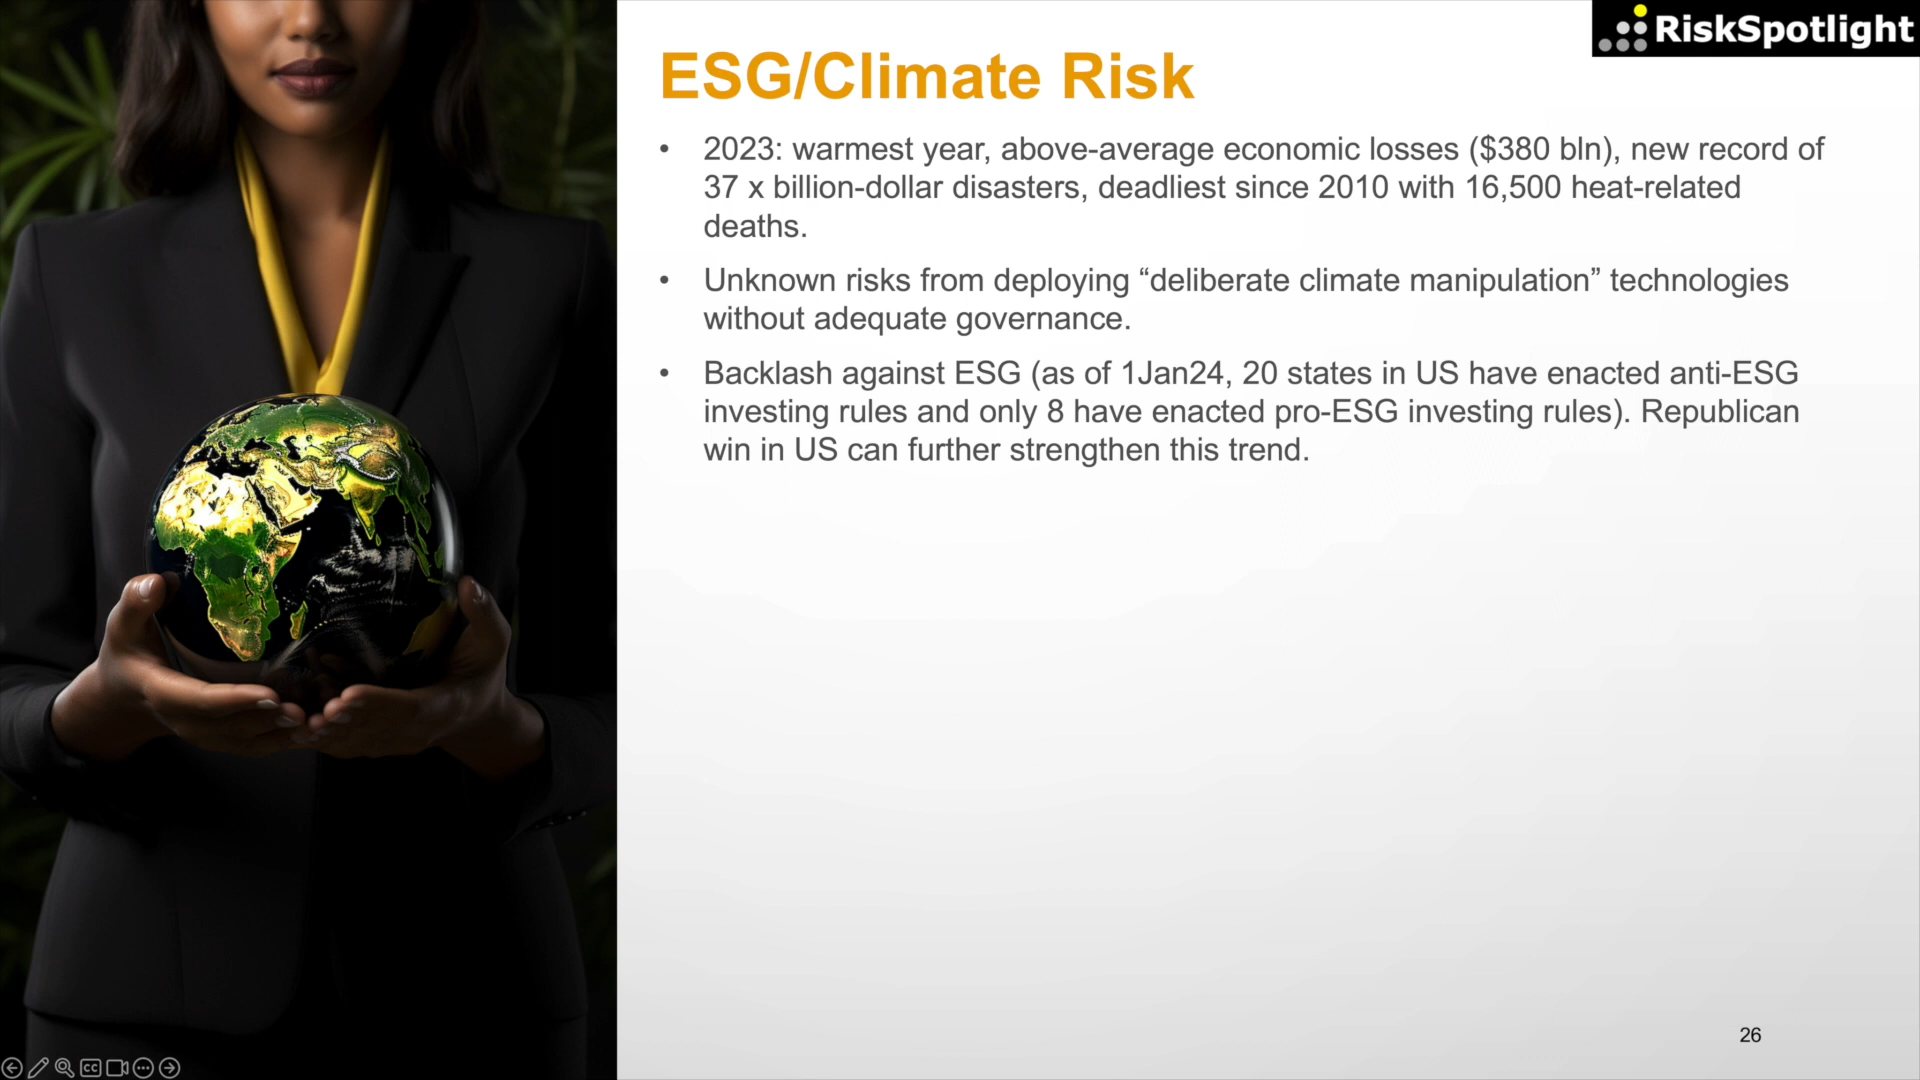 RiskSpotlight
ESG/Climate Risk
• 2023: warmest year, above-average economic losses ($380 bln), new record of
37 x billion-dollar disasters, deadliest since 2010 with 16,500 heat-related
deaths.
• Unknown risks from deploying “deliberate climate manipulation” technologies
without adequate governance.
• Backlash against ESG (as of 1Jan24, 20 states in US have enacted anti-ESG
investing rules and only 8 have enacted pro-ESG investing rules). Republican
win in US can further strengthen this trend.
26
CC